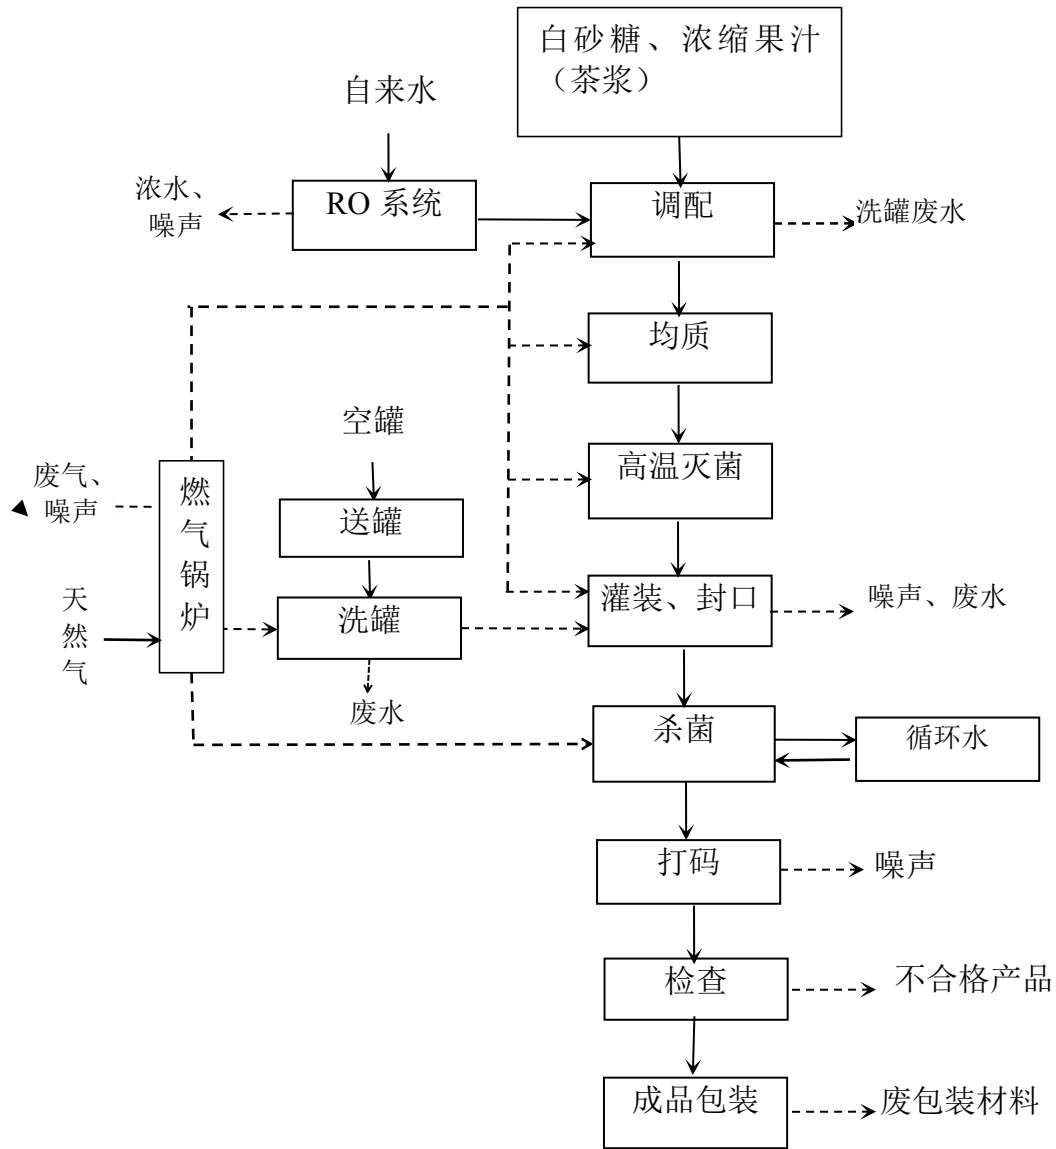 白砂糖、浓缩果汁
（茶浆）
自来水
浓水、
噪声
RO 系统
调配
洗罐废水
均质
空罐
高温灭菌
废气、
噪声
燃
气
锅
炉
送罐
天
然
气
洗罐
灌装、封口
噪声、废水
废水
杀菌
循环水
打码
噪声
检查
不合格产品
成品包装
废包装材料